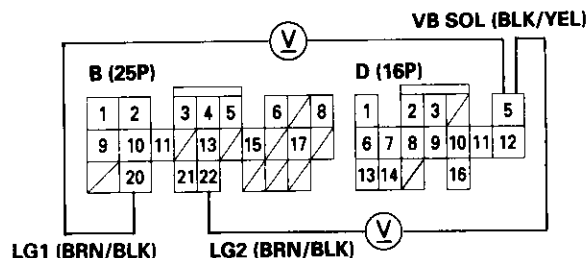 VB SOL (BLK/YEL)
V
B (25P)
D (16P)
1 2 3 4 5 6 8
1 2 3 5
9 10 11 13 15 17
6 7 8 9 10 11 12
20 21 22
13 14 16
LG1 (BRN/BLK)
LG2 (BRN/BLK)
V